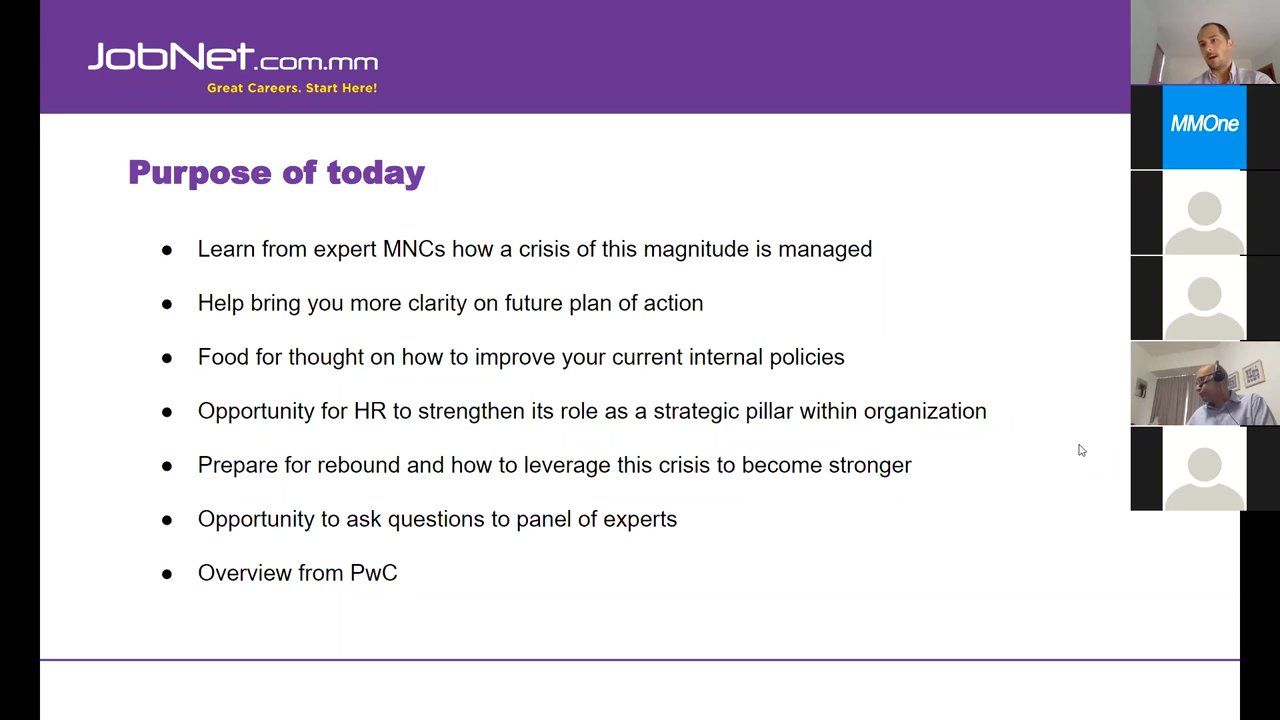 JobNet.com.mm
Great Careers. Start Here!
MMOne
Purpose of today
● Learn from expert MNCs how a crisis of this magnitude is managed
● Help bring you more clarity on future plan of action
● Food for thought on how to improve your current internal policies
● Opportunity for HR to strengthen its role as a strategic pillar within organization
● Prepare for rebound and how to leverage this crisis to become stronger
● Opportunity to ask questions to panel of experts
● Overview from PwC